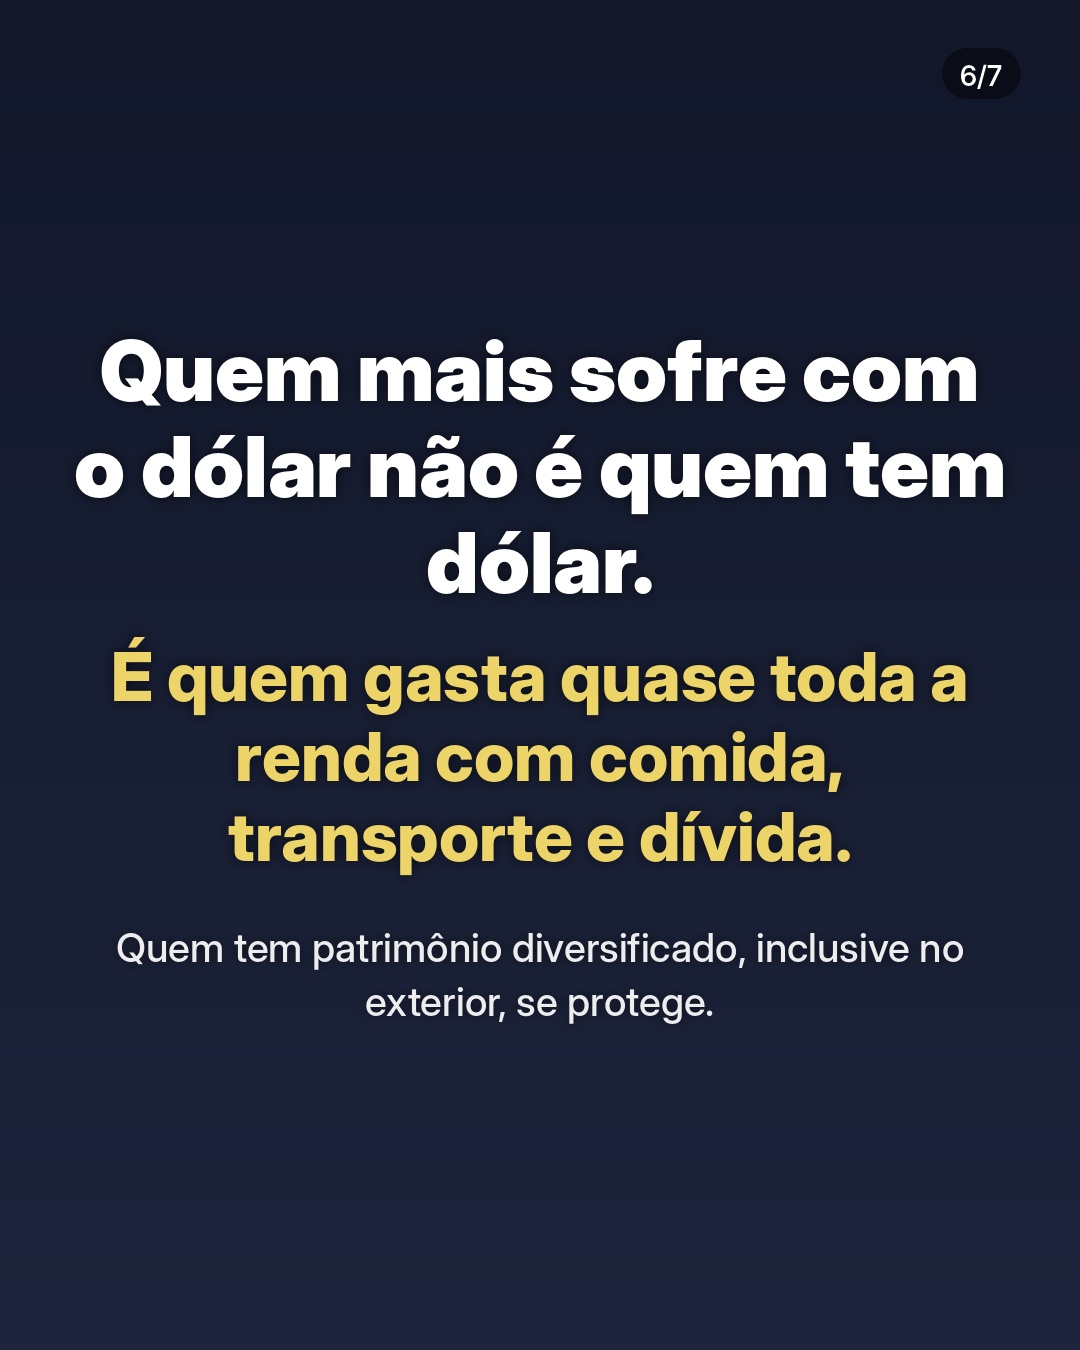 6/7
Quem mais sofre com
o dólar não é quem tem
dólar.
É quem gasta quase toda a
renda com comida,
transporte e dívida.
Quem tem patrimônio diversificado, inclusive no
exterior, se protege.